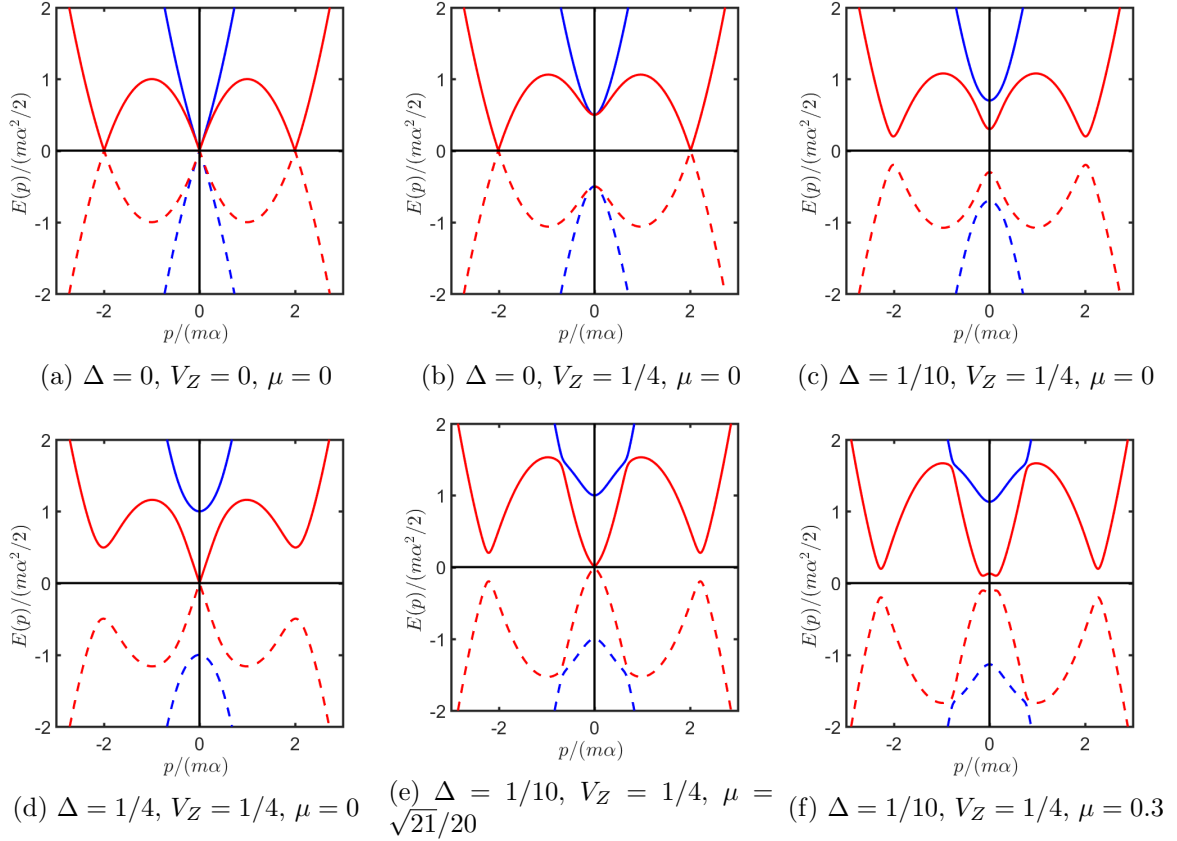 2
1
0
-1
-2
-2
0
2
E(p)/(mα²/2)
p/(mα)
(a) Δ = 0, V_Z = 0, μ = 0
2
1
0
-1
-2
-2
0
2
E(p)/(mα²/2)
p/(mα)
(b) Δ = 0, V_Z = 1/4, μ = 0
2
1
0
-1
-2
-2
0
2
E(p)/(mα²/2)
p/(mα)
(c) Δ = 1/10, V_Z = 1/4, μ = 0
2
1
0
-1
-2
-2
0
2
E(p)/(mα²/2)
p/(mα)
(d) Δ = 1/4, V_Z = 1/4, μ = 0
2
1
0
-1
-2
-2
0
2
E(p)/(mα²/2)
p/(mα)
(e) Δ = 1/10, V_Z = 1/4, μ =
√21/20
2
1
0
-1
-2
-2
0
2
E(p)/(mα²/2)
p/(mα)
(f) Δ = 1/10, V_Z = 1/4, μ = 0.3